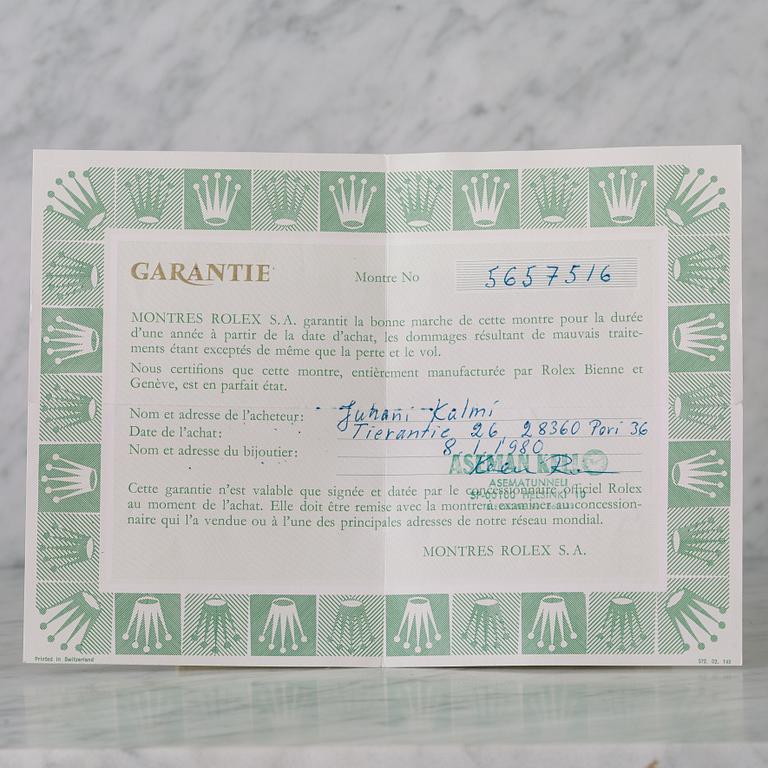 GARANTIE
Montre No 5657516
MONTRES ROLEX S.A. garantit la bonne marche de cette montre pour la durée
d'une année à partir de la date d'achat, les dommages résultant de mauvais traite-
ments étant exceptés de même que la perte et le vol.
Nous certifions que cette montre, entièrement manufacturée par Rolex Bienne et
Genève, est en parfait état.
Nom et adresse de l'acheteur: Juhani Kalmi
Date de l'achat: Tierantie 26, 28360 Pori 36
Nom et adresse du bijoutier: 8.1.1980
ASEMAN KELLO
ASEMATUNNELI
SF-00100 HELSINKI 10
Cette garantie n'est valable que signée et datée par le concessionnaire officiel Rolex
au moment de l'achat. Elle doit être remise avec la montre à examiner au concession-
naire qui l'a vendue ou à l'une des principales adresses de notre réseau mondial.
MONTRES ROLEX S.A.
Printed in Switzerland